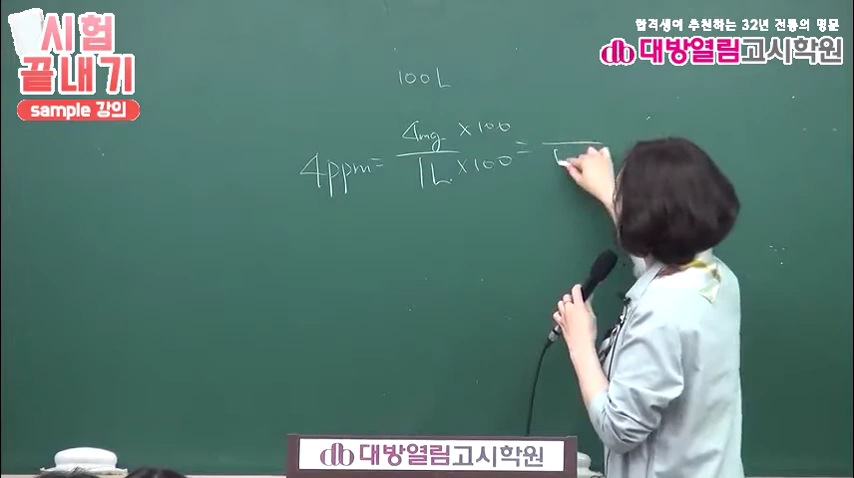 시험
끝내기
sample 강의
합격생이 추천하는 32년 전통의 명문
대방열림고시학원
100L
4ppm = 4mg × 100 / 1L × 100 =
대방열림고시학원